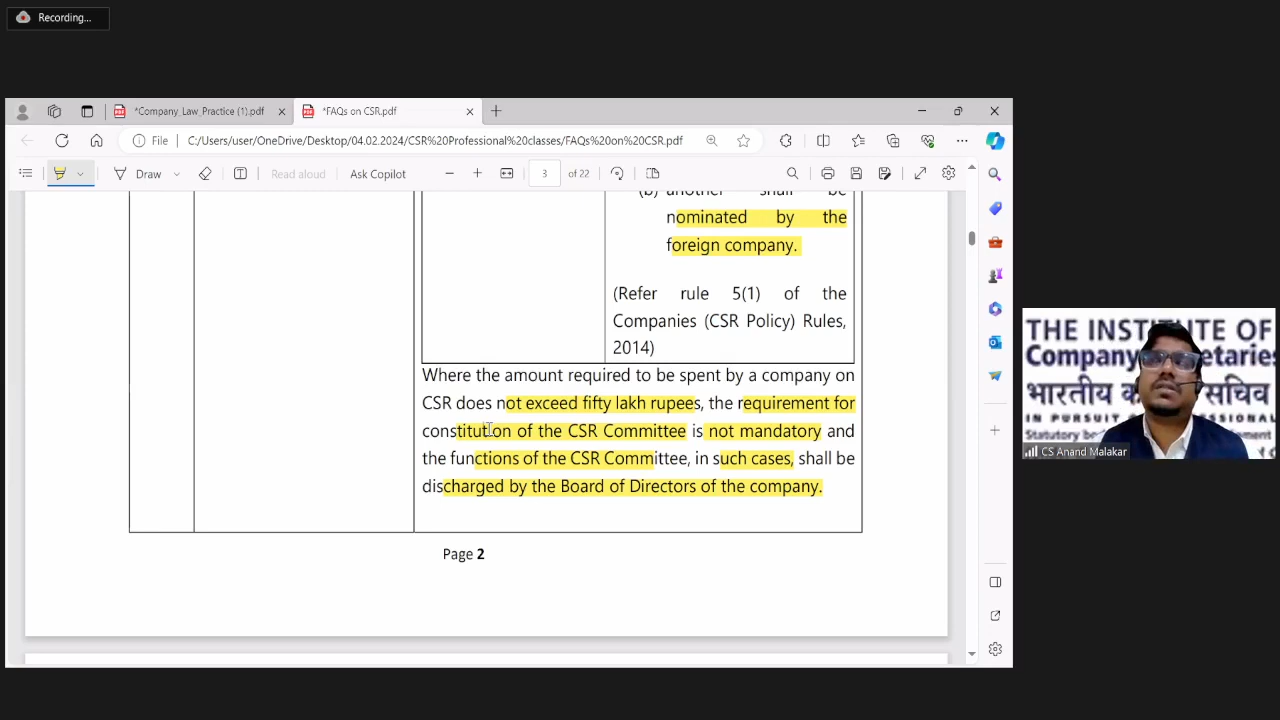 Recording...
*Company_Law_Practice (1).pdf
*FAQs on CSR.pdf
File
C:/Users/user/OneDrive/Desktop/04.02.2024/CSR%20Professional%20classes/FAQs%20on%20CSR.pdf
Draw
Read aloud
Ask Copilot
3
of 22
(b) another shall be
nominated by the
foreign company.
(Refer rule 5(1) of the
Companies (CSR Policy) Rules,
2014)
Where the amount required to be spent by a company on
CSR does not exceed fifty lakh rupees, the requirement for
constitution of the CSR Committee is not mandatory and
the functions of the CSR Committee, in such cases, shall be
discharged by the Board of Directors of the company.
Page 2
THE INSTITUTE OF
Company
भारतीय
सचिव
IN PURSUIT
Statutory
CS Anand Malakar